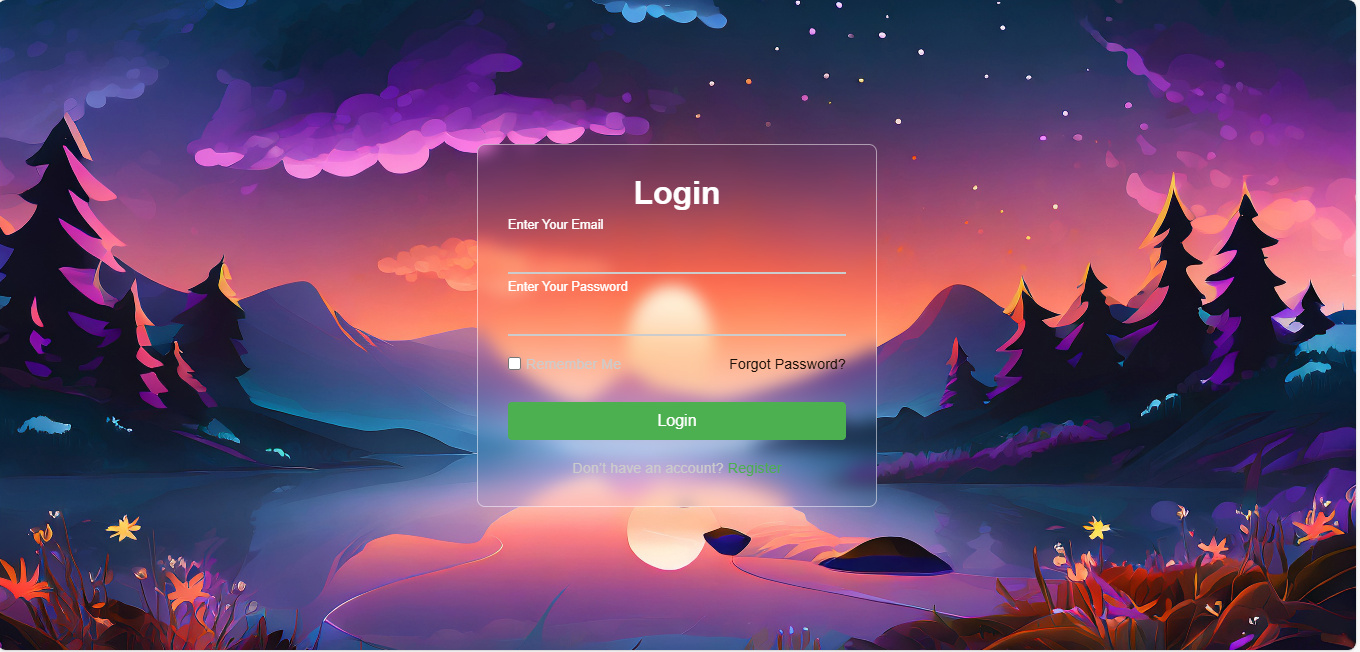 Login
Enter Your Email
Enter Your Password
Remember Me Forgot Password?
Login
Don't have an account? Register